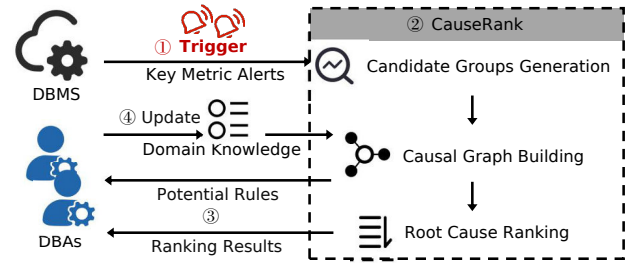 ② CauseRank
① Trigger
Key Metric Alerts
Candidate Groups Generation
DBMS
④ Update
Domain Knowledge
Causal Graph Building
Potential Rules
③
Root Cause Ranking
DBAs
Ranking Results